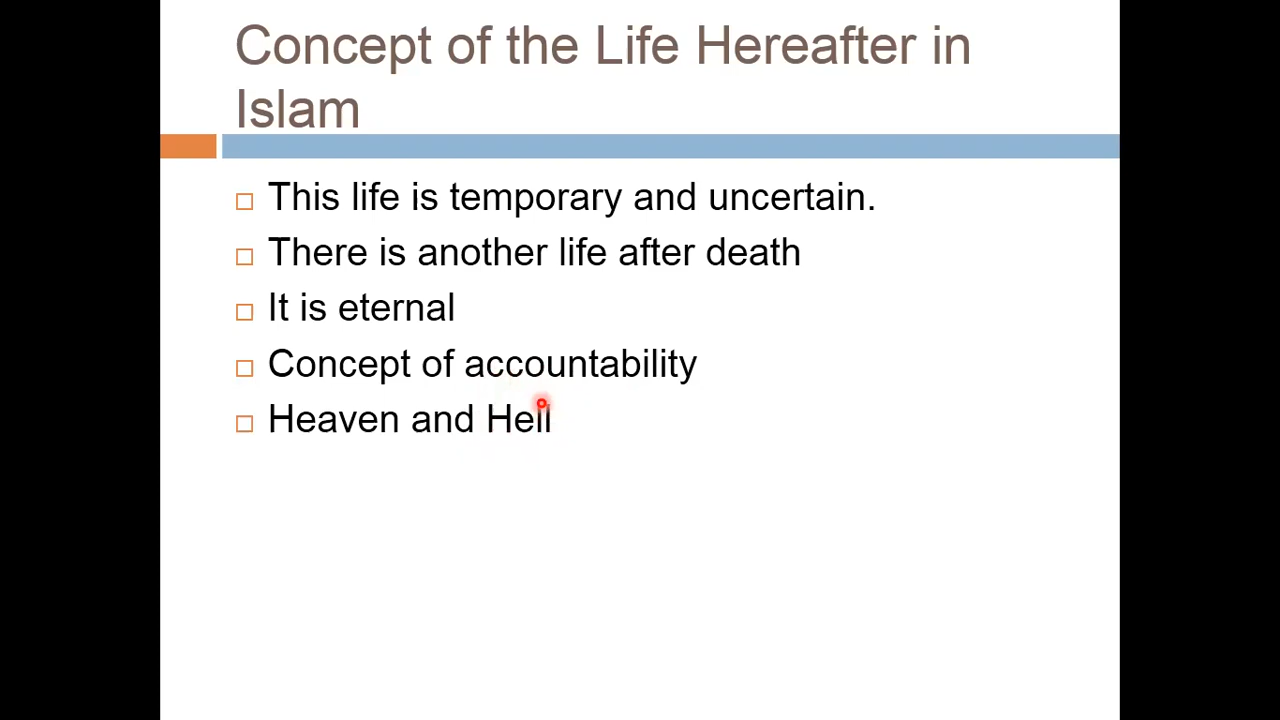 Concept of the Life Hereafter in
Islam
This life is temporary and uncertain.
There is another life after death
It is eternal
Concept of accountability
Heaven and Hell